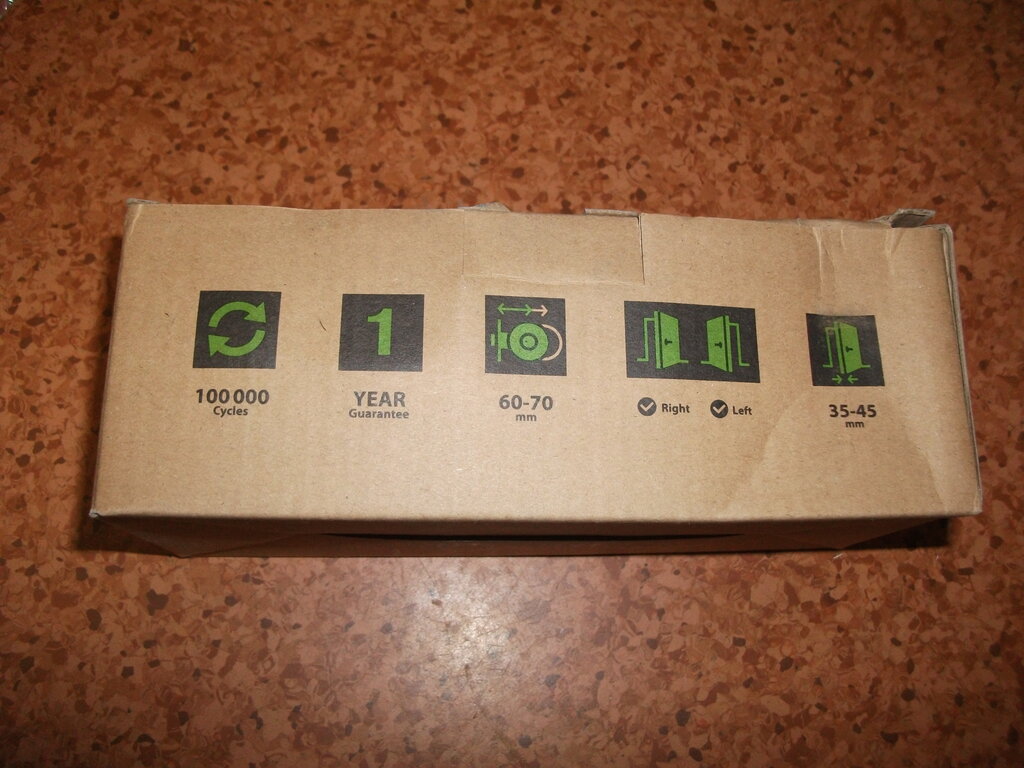 100 000
Cycles
1
YEAR
Guarantee
60-70
mm
Right
Left
35-45
mm